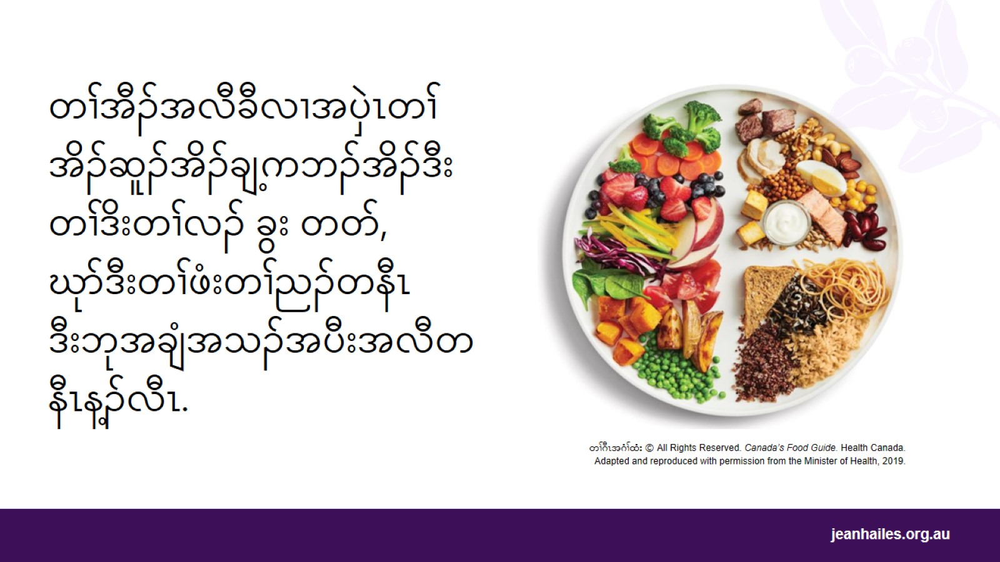 တၢ်အီၣ်အလီခီလၢအပှဲၤတၢ်
အိၣ်ဆူၣ်အိၣ်ချ့ကဘၣ်အိၣ်ဒီး
တၢ်ဒိးတၢ်လၣ် ခွး တတ်,
ဃုာ်ဒီးတၢ်ဖံးတၢ်ညၣ်တနီၤ
ဒီးဘုအချံအသၣ်အပီးအလီတ
နီၤန့ၣ်လီၤ.
တၢ်ဂီၤအဂံၢ်ထံး © All Rights Reserved. Canada's Food Guide. Health Canada.
Adapted and reproduced with permission from the Minister of Health, 2019.
jeanhailes.org.au